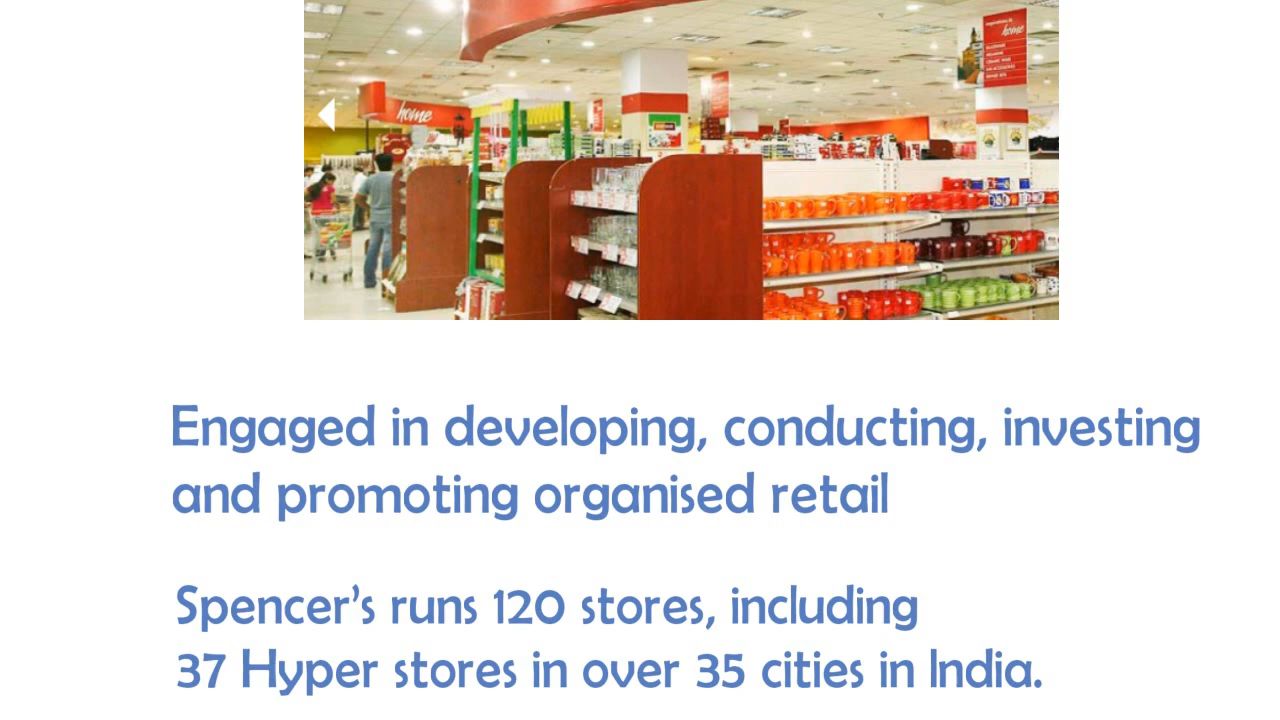 home
home
Engaged in developing, conducting, investing
and promoting organised retail
Spencer’s runs 120 stores, including
37 Hyper stores in over 35 cities in India.